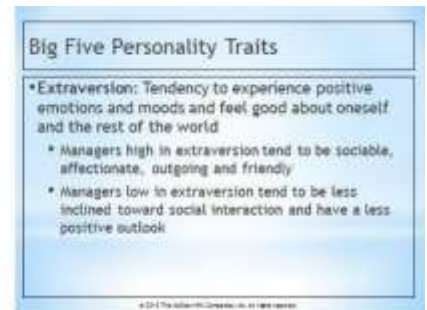 Big Five Personality Traits
•Extraversion: Tendency to experience positive
emotions and moods and feel good about oneself
and the rest of the world
* Managers high in extraversion tend to be sociable,
affectionate, outgoing and friendly
* Managers low in extraversion tend to be less
inclined toward social interaction and have a less
positive outlook